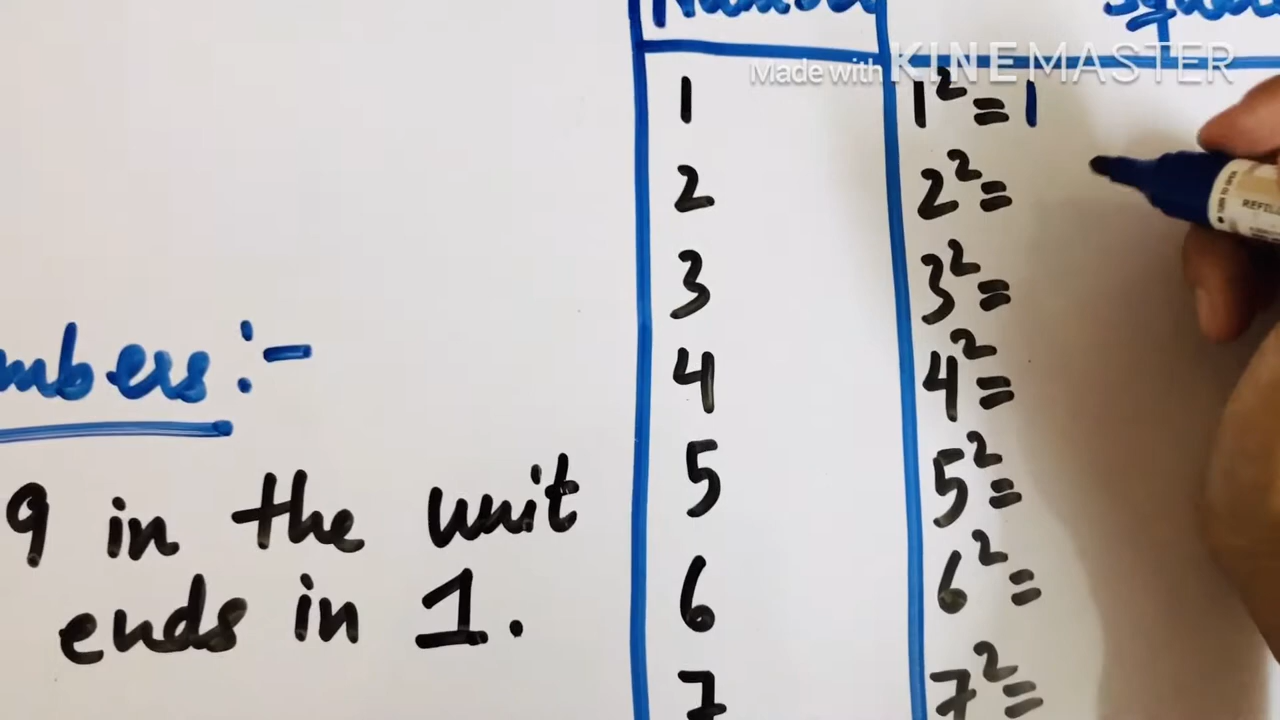 Number
Made with KINEMASTER
1 1² = 1
2 2² =
3 3² =
mbers :-
4 4² =
5 5² =
9 in the unit
6 6² =
ends in 1.
7 7² =